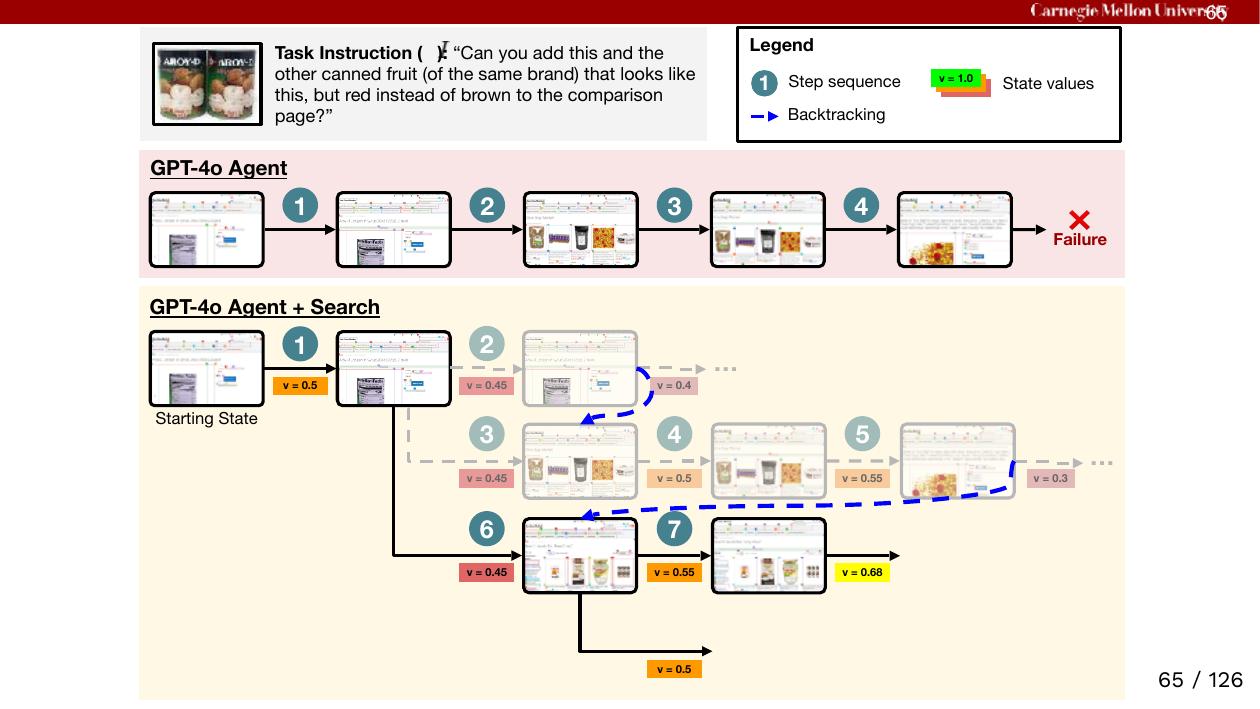 Carnegie Mellon University
65
Task Instruction ( ): “Can you add this and the
other canned fruit (of the same brand) that looks like
this, but red instead of brown to the comparison
page?”
AROY-D
AROY-D
Legend
1 Step sequence
v = 1.0 State values
Backtracking
GPT-4o Agent
1 2 3 4
Failure
GPT-4o Agent + Search
1 2
v = 0.5 v = 0.45 v = 0.4 ...
Starting State
3 4 5
v = 0.45 v = 0.5 v = 0.55 v = 0.3 ...
6 7
v = 0.45 v = 0.55 v = 0.68
v = 0.5
65 / 126